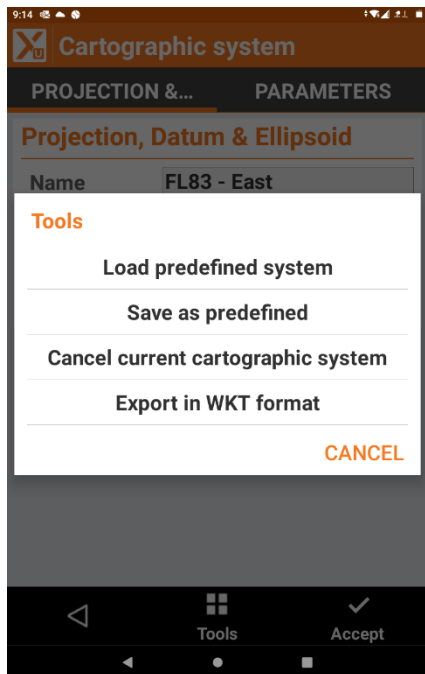 9:14
Xu Cartographic system
PROJECTION &... PARAMETERS
Projection, Datum & Ellipsoid
Name FL83 - East
Tools
Load predefined system
Save as predefined
Cancel current cartographic system
Export in WKT format
CANCEL
Tools Accept